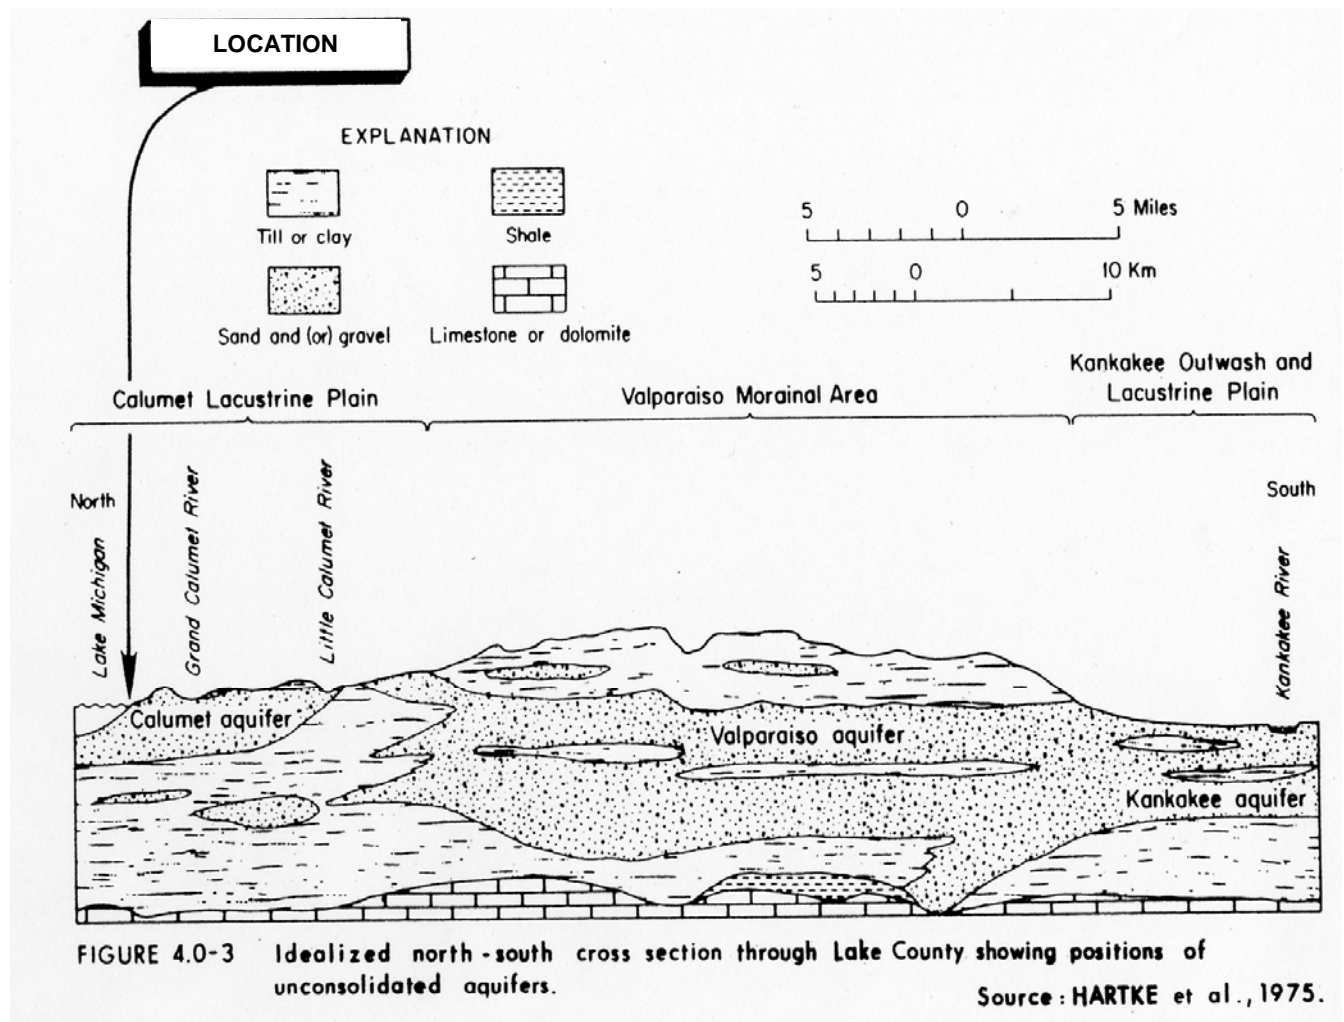 LOCATION
EXPLANATION
Till or clay
Shale
Sand and (or) gravel
Limestone or dolomite
5 0 5 Miles
5 0 10 Km
Calumet Lacustrine Plain
Valparaiso Morainal Area
Kankakee Outwash and
Lacustrine Plain
North
South
Lake Michigan
Grand Calumet River
Little Calumet River
Kankakee River
Calumet aquifer
Valparaiso aquifer
Kankakee aquifer
FIGURE 4.0-3 Idealized north-south cross section through Lake County showing positions of
unconsolidated aquifers.
Source: HARTKE et al., 1975.